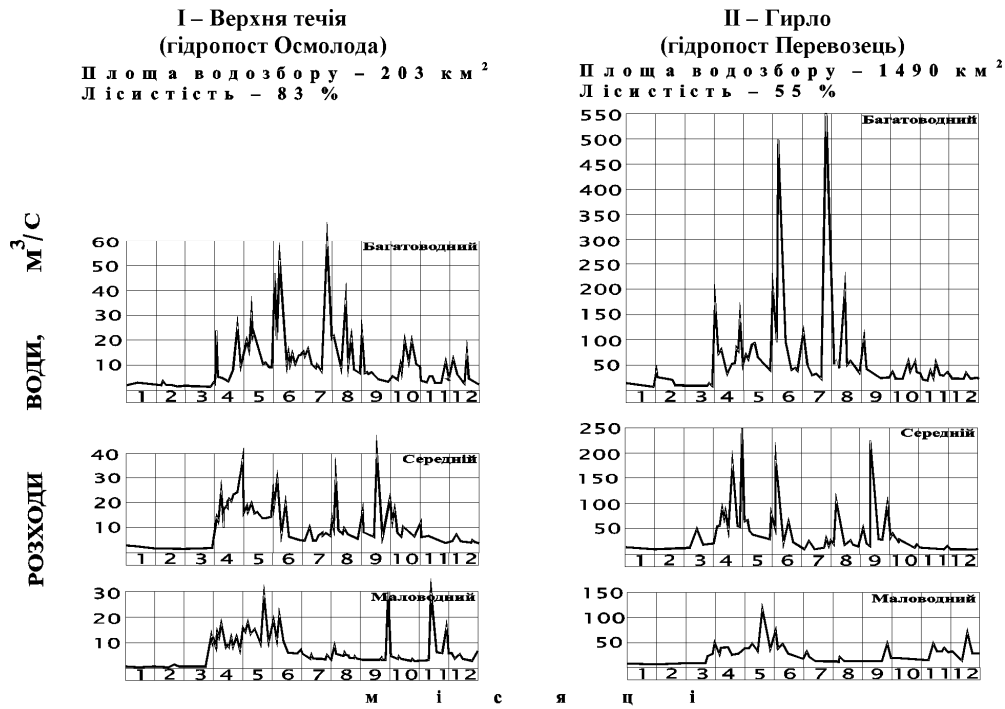 I – Верхня течія
(гідропост Осмолода)
Площа водозбору – 203 км²
Лісистість – 83 %
II – Гирло
(гідропост Перевозець)
Площа водозбору – 1490 км²
Лісистість – 55 %
РОЗХОДИ ВОДИ, М³/С
Багатоводний
60
50
40
30
20
10
1 2 3 4 5 6 7 8 9 10 11 12
Середній
40
30
20
10
1 2 3 4 5 6 7 8 9 10 11 12
Маловодний
30
20
10
1 2 3 4 5 6 7 8 9 10 11 12
Багатоводний
550
500
450
400
350
300
250
200
150
100
50
1 2 3 4 5 6 7 8 9 10 11 12
Середній
250
200
150
100
50
1 2 3 4 5 6 7 8 9 10 11 12
Маловодний
150
100
50
1 2 3 4 5 6 7 8 9 10 11 12
місяці